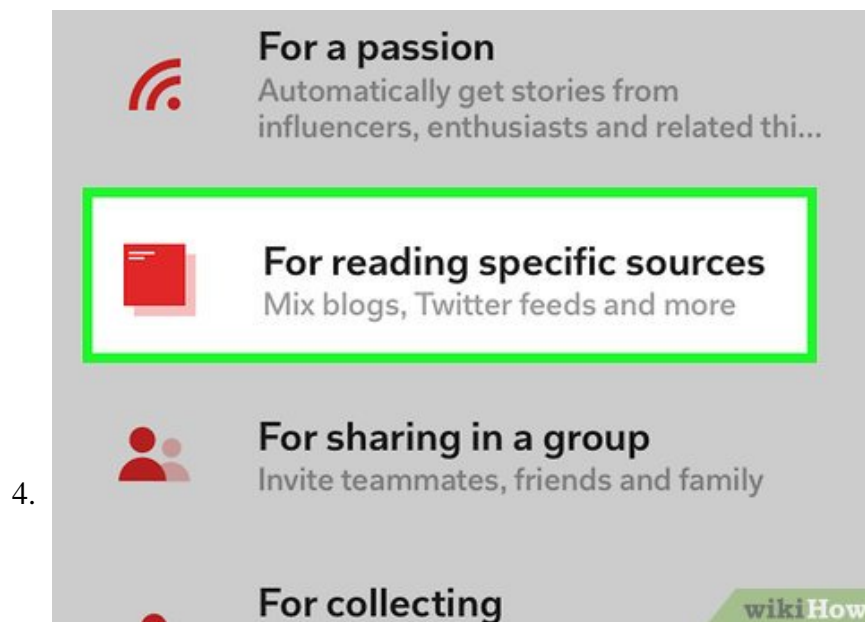 For a passion
Automatically get stories from
influencers, enthusiasts and related thi...
For reading specific sources
Mix blogs, Twitter feeds and more
For sharing in a group
Invite teammates, friends and family
4.
For collecting
wikiHow